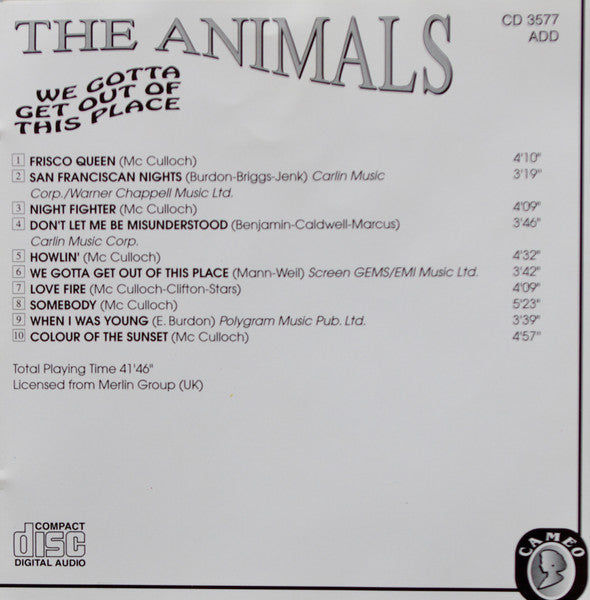 THE ANIMALS
CD 3577
ADD
WE GOTTA
GET OUT OF
THIS PLACE
1 FRISCO QUEEN (Mc Culloch) 4'10"
2 SAN FRANCISCAN NIGHTS (Burdon-Briggs-Jenk) Carlin Music 3'19"
Corp./Warner Chappell Music Ltd.
3 NIGHT FIGHTER (Mc Culloch) 4'09"
4 DON'T LET ME BE MISUNDERSTOOD (Benjamin-Caldwell-Marcus) 3'46"
Carlin Music Corp.
5 HOWLIN' (Mc Culloch) 4'32"
6 WE GOTTA GET OUT OF THIS PLACE (Mann-Weil) Screen GEMS/EMI Music Ltd. 3'42"
7 LOVE FIRE (Mc Culloch-Clifton-Stars) 4'09"
8 SOMEBODY (Mc Culloch) 5'23"
9 WHEN I WAS YOUNG (E. Burdon) Polygram Music Pub. Ltd. 3'39"
10 COLOUR OF THE SUNSET (Mc Culloch) 4'57"
Total Playing Time 41'46"
Licensed from Merlin Group (UK)
COMPACT
disc
DIGITAL AUDIO
CAMEO